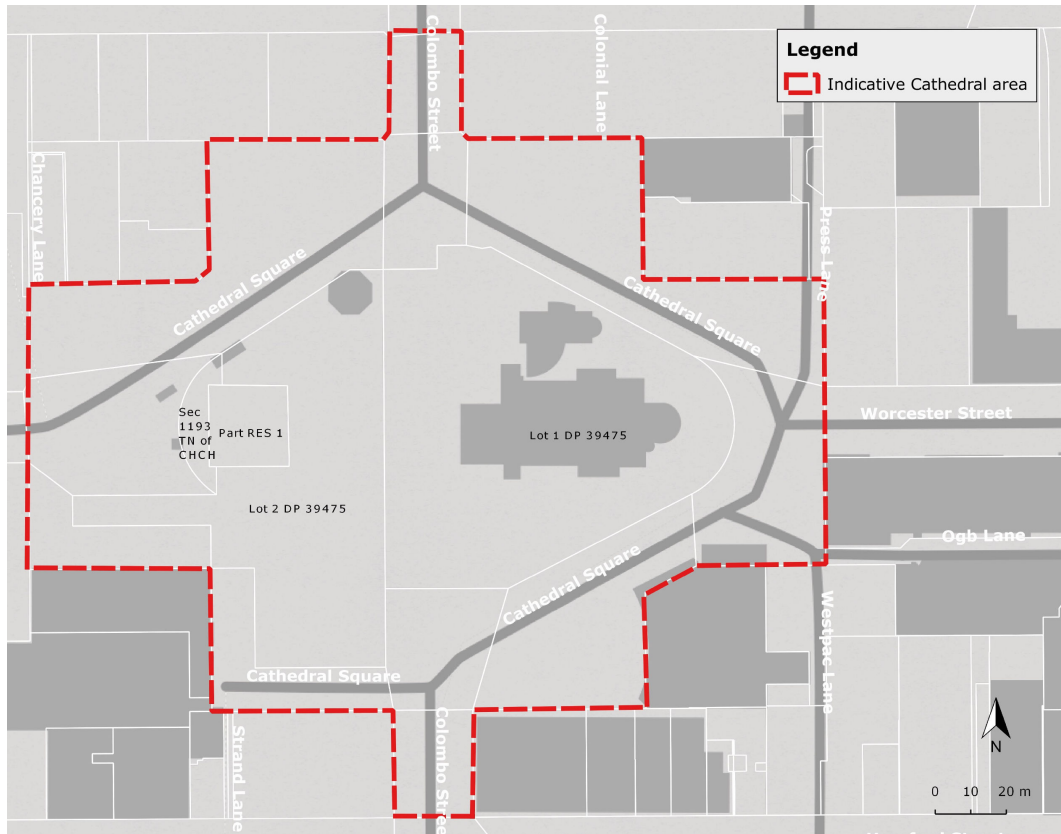 Legend
Indicative Cathedral area
Colombo Street
Colonial Lane
Chancery Lane
Press Lane
Cathedral Square
Cathedral Square
Worcester Street
Sec
1193
TN of
CHCH
Part RES 1
Lot 1 DP 39475
Lot 2 DP 39475
Ogb Lane
Cathedral Square
Westpac Lane
Cathedral Square
Strand Lane
Colombo Stree
N
0 10 20 m